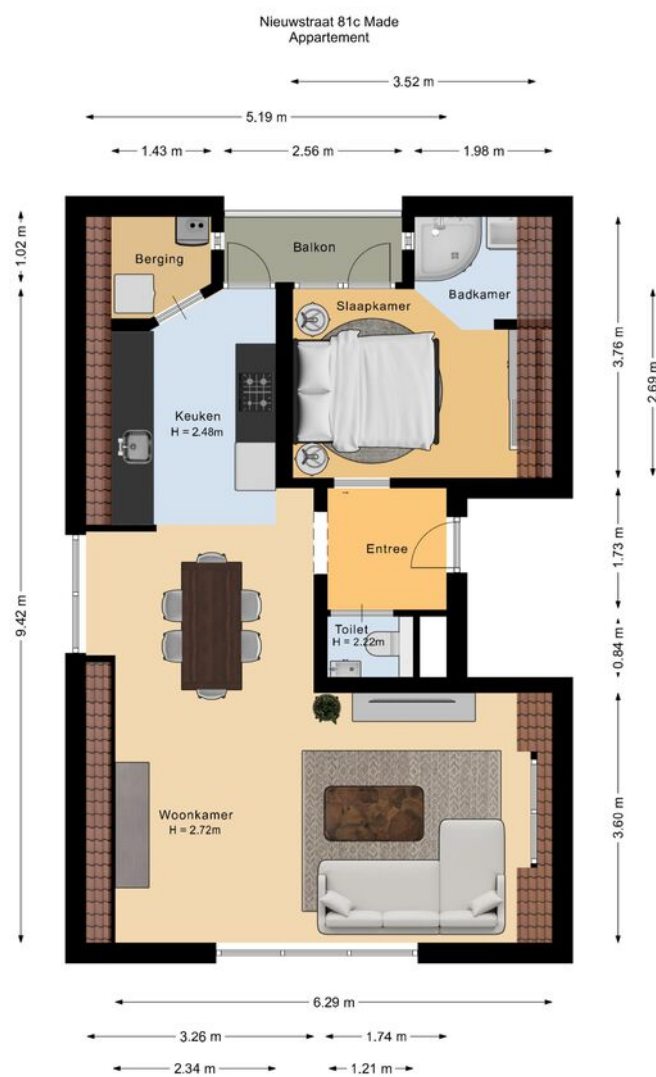 Nieuwstraat 81c Made
Appartement
3.52 m
5.19 m
1.43 m
2.56 m
1.98 m
1.02 m
Balkon
Berging
Badkamer
Slaapkamer
3.76 m
2.69 m
Keuken
H = 2.48m
Entree
1.73 m
9.42 m
Toilet
H = 2.22m
0.84 m
Woonkamer
H = 2.72m
3.60 m
6.29 m
3.26 m
1.74 m
2.34 m
1.21 m